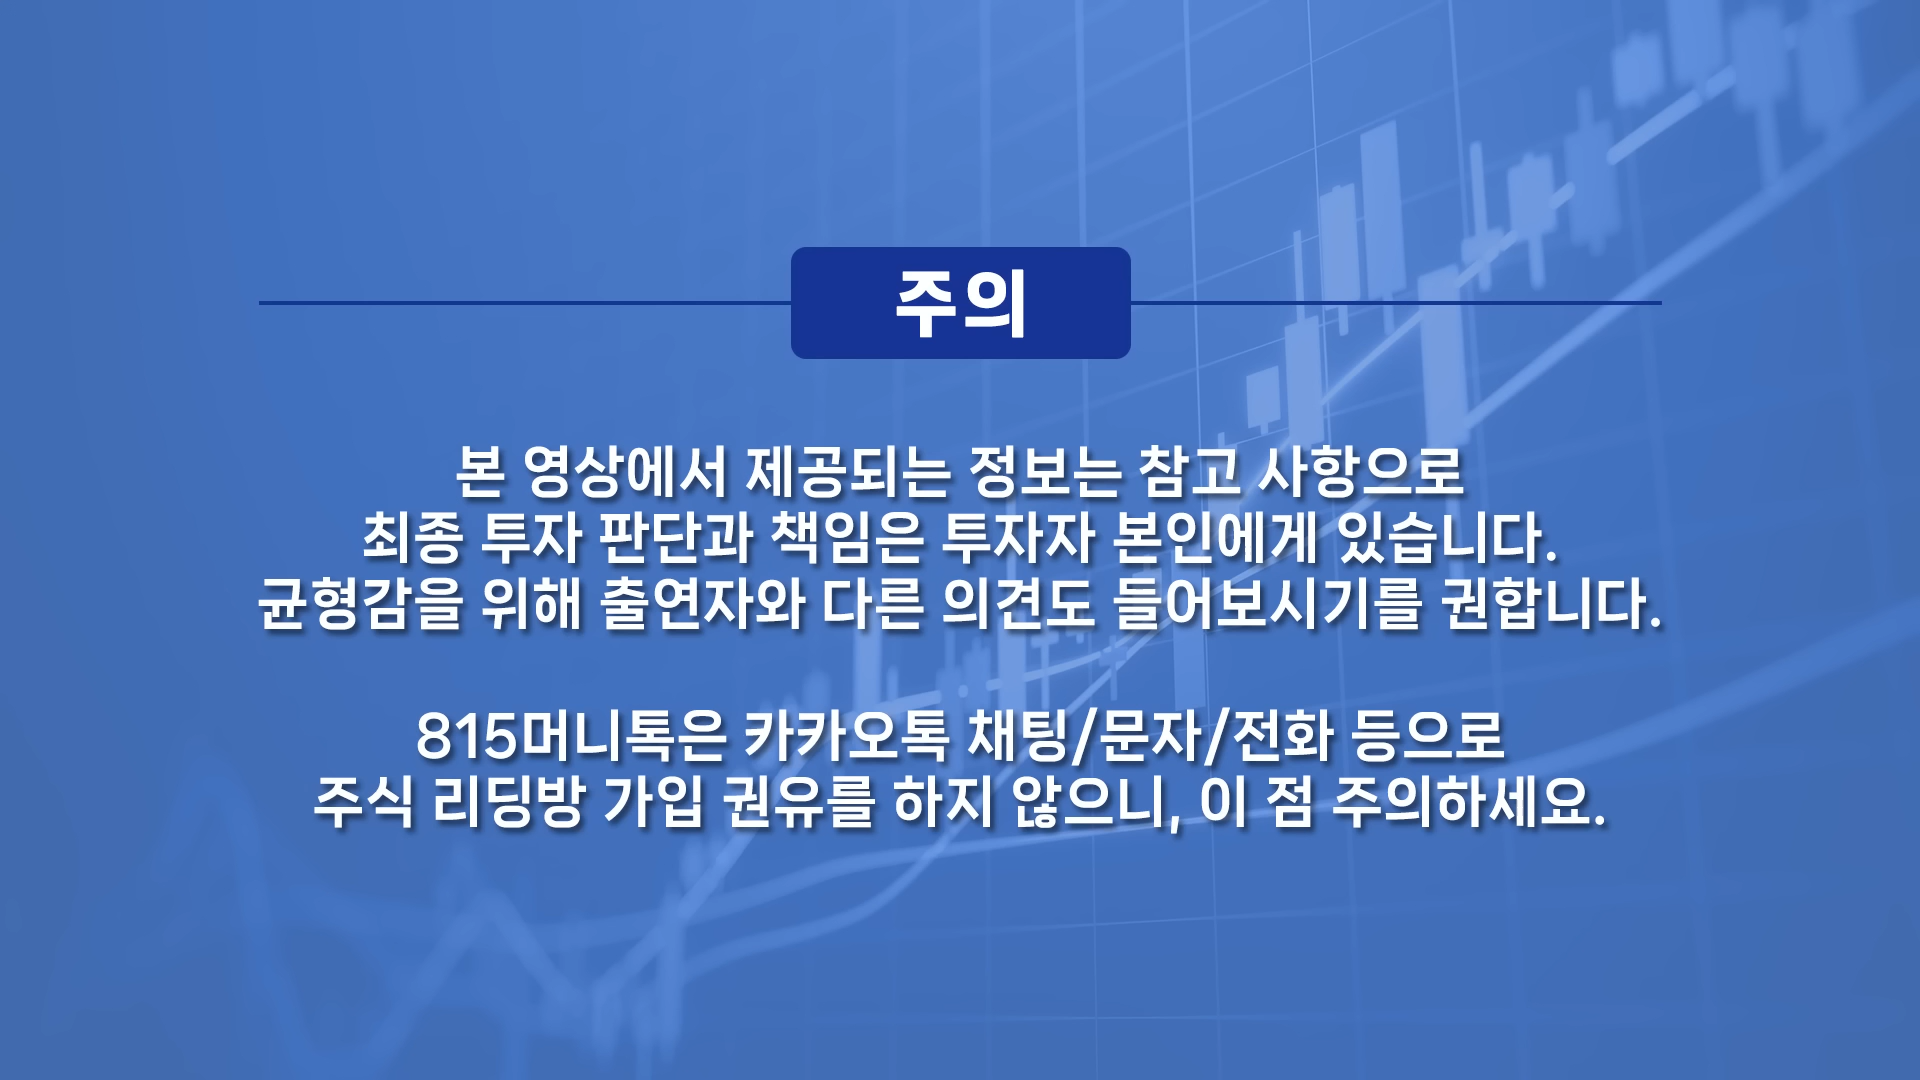 주의
본 영상에서 제공되는 정보는 참고 사항으로
최종 투자 판단과 책임은 투자자 본인에게 있습니다.
균형감을 위해 출연자와 다른 의견도 들어보시기를 권합니다.
815머니톡은 카카오톡 채팅/문자/전화 등으로
주식 리딩방 가입 권유를 하지 않으니, 이 점 주의하세요.